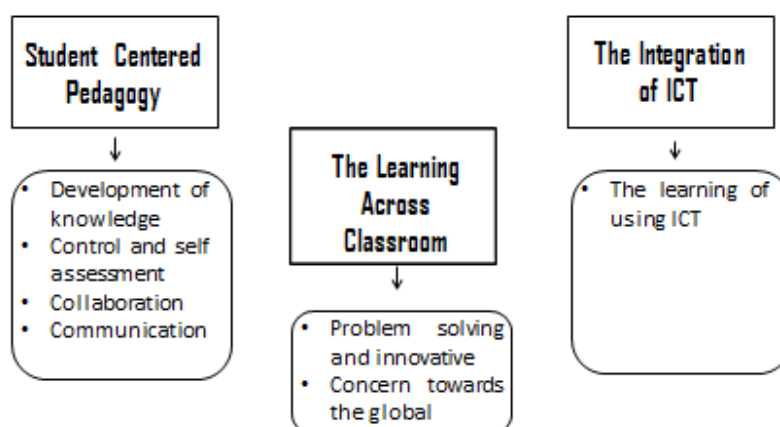 Student Centered
Pedagogy
• Development of
knowledge
• Control and self
assessment
• Collaboration
• Communication
The Learning
Across
Classroom
• Problem solving
and innovative
• Concern towards
the global
The Integration
of ICT
• The learning of
using ICT